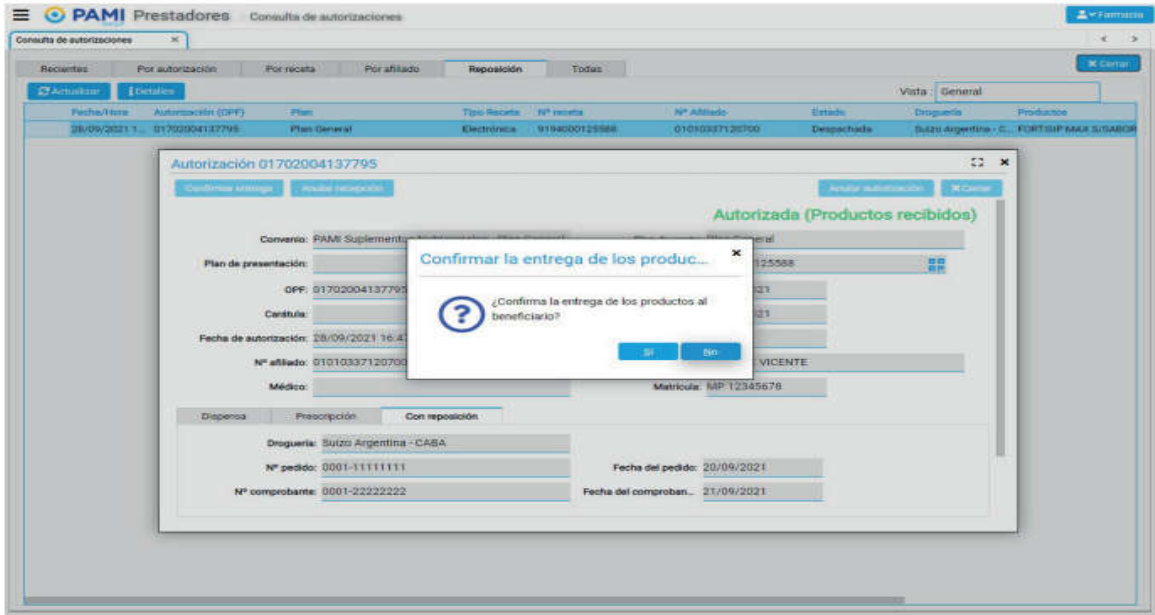 PAMI Prestadores Consulta de autorizaciones Farmacia
Consulta de autorizaciones
Recientes Por autorización Por receta Por afiliado Reposición Todas Cerrar
Actualizar Detalles Vista : General
Fecha/Hora Autorización (OPF) Plan Tipo Receta Nº receta Nº Afiliado Estado Droguería Productos
28/09/2021 1... 01702004137795 Plan General Electrónica 9194000125588 01010337120700 Despachada Suizo Argentina - C... FORTISIP MAX S/SABOR
Autorización 01702004137795
Confirmar entrega Anular recepción Anular autorización Cerrar
Autorizada (Productos recibidos)
Convenio: PAMI Suplementos
Plan de presentación: 125588
OPF: 01702004137795
Carátula:
Fecha de autorización: 28/09/2021 16:4
Nº afiliado: 01010337120700 VICENTE
Médico: Matrícula: MP 12345678
Confirmar la entrega de los produc...
¿Confirma la entrega de los productos al
beneficiario?
Sí No
Dispensa Prescripción Con reposición
Droguería: Suizo Argentina - CABA
Nº pedido: 0001-11111111 Fecha del pedido: 20/09/2021
Nº comprobante: 0001-22222222 Fecha del comproban... 21/09/2021